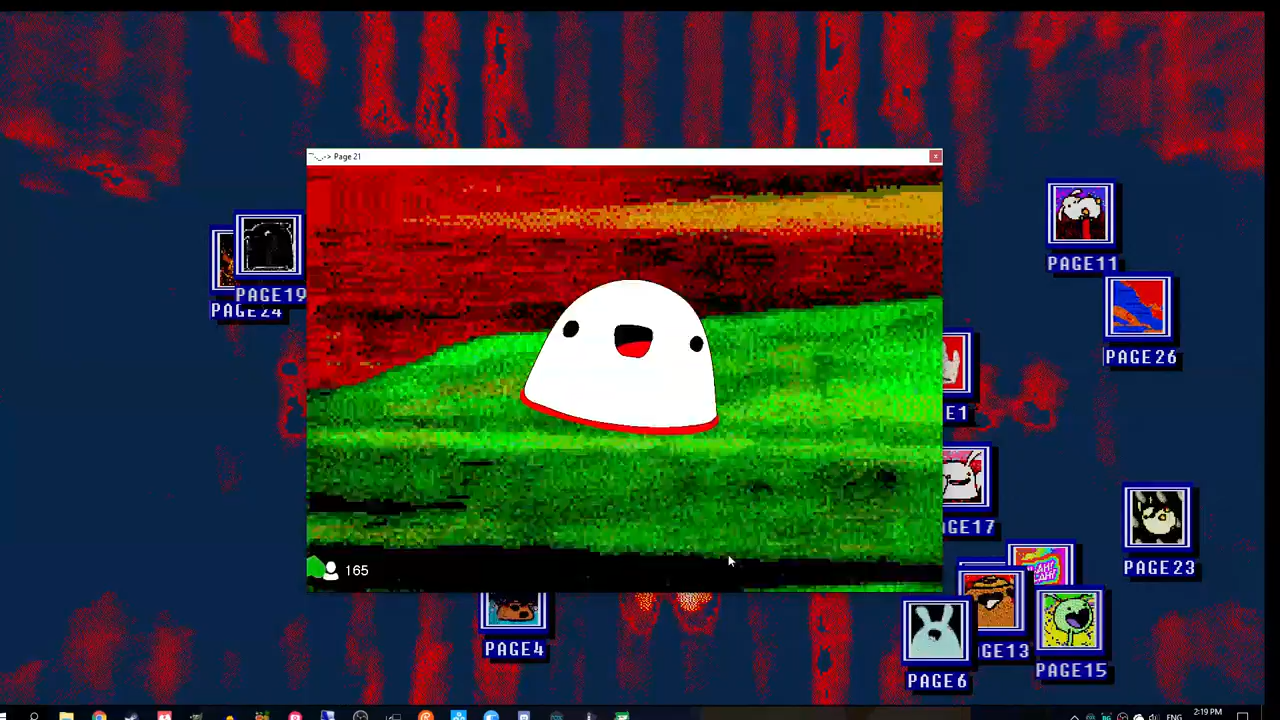 Page 21
PAGE11
PAGE19
PAGE24
PAGE26
E1
GE17
PAGE23
165
PAGE4
GE13
PAGE15
PAGE6
2:19 PM
ENG